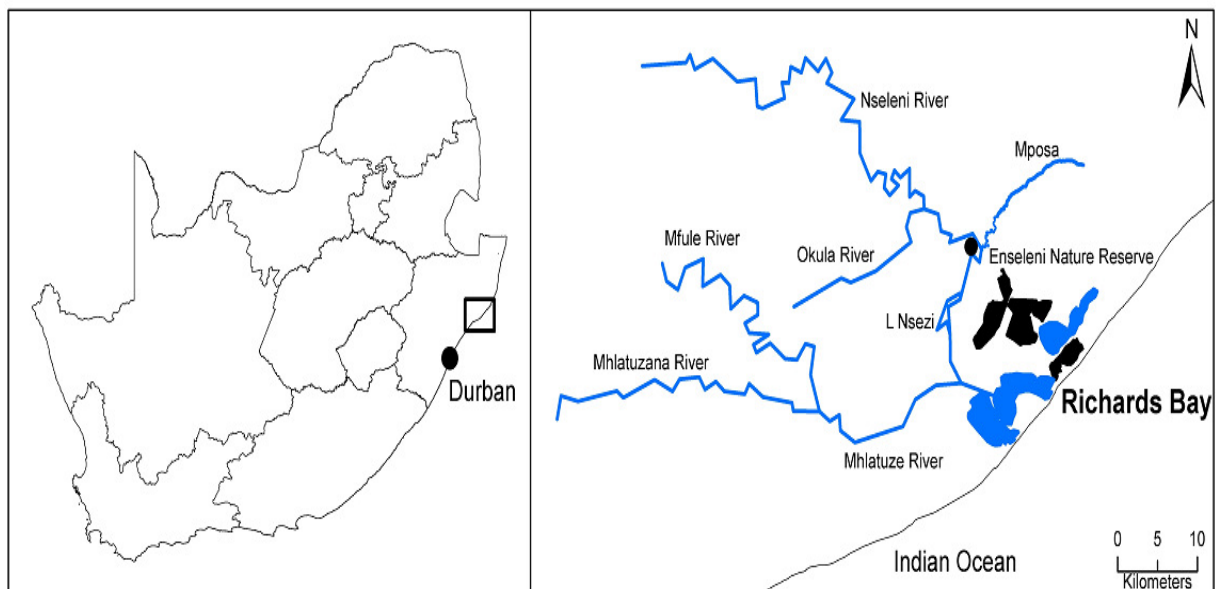 Durban
N
Nseleni River
Mposa
Mfule River
Okula River
Enseleni Nature Reserve
L Nsezi
Mhlatuzana River
Richards Bay
Mhlatuze River
Indian Ocean
0 5 10
Kilometers